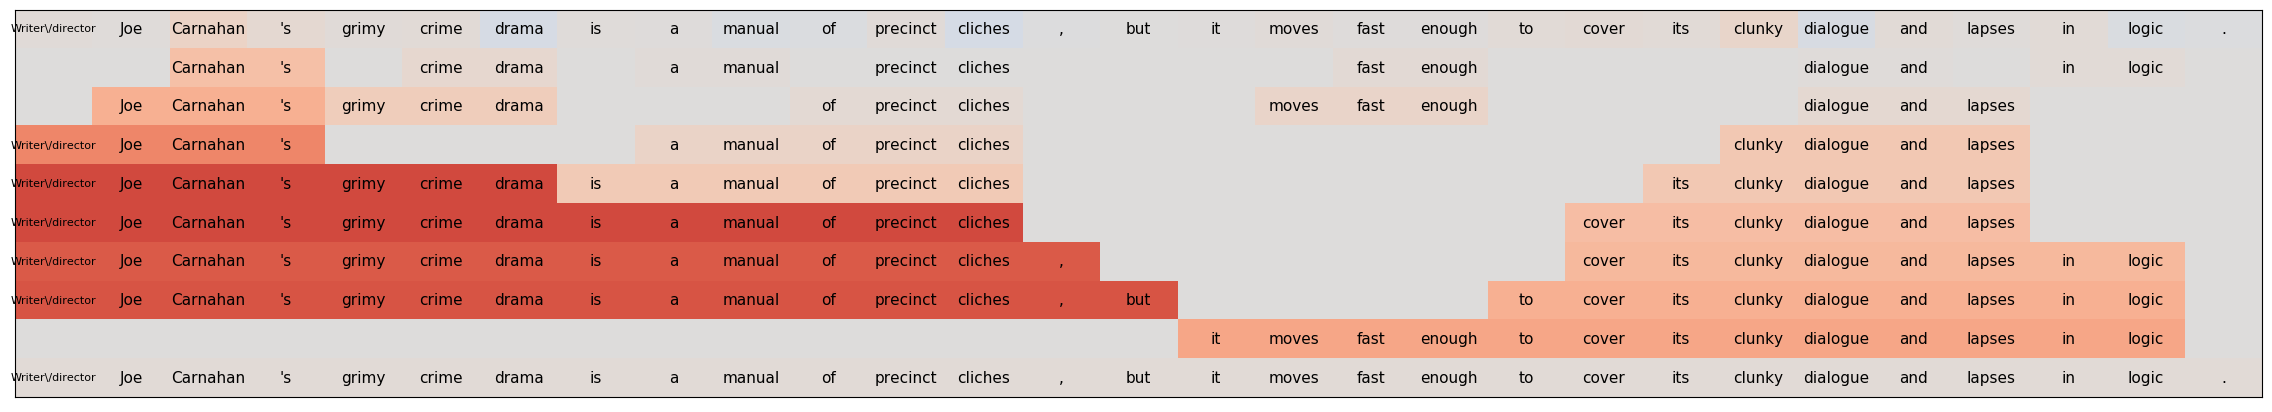 Writer\/director Joe Carnahan 's grimy crime drama is a manual of precinct cliches , but it moves fast enough to cover its clunky dialogue and lapses in logic .
Carnahan 's crime drama a manual precinct cliches fast enough dialogue and in logic
Joe Carnahan 's grimy crime drama of precinct cliches moves fast enough dialogue and lapses
Writer\/director Joe Carnahan 's a manual of precinct cliches clunky dialogue and lapses
Writer\/director Joe Carnahan 's grimy crime drama is a manual of precinct cliches its clunky dialogue and lapses
Writer\/director Joe Carnahan 's grimy crime drama is a manual of precinct cliches cover its clunky dialogue and lapses
Writer\/director Joe Carnahan 's grimy crime drama is a manual of precinct cliches , cover its clunky dialogue and lapses in logic
Writer\/director Joe Carnahan 's grimy crime drama is a manual of precinct cliches , but to cover its clunky dialogue and lapses in logic
it moves fast enough to cover its clunky dialogue and lapses in logic
Writer\/director Joe Carnahan 's grimy crime drama is a manual of precinct cliches , but it moves fast enough to cover its clunky dialogue and lapses in logic .